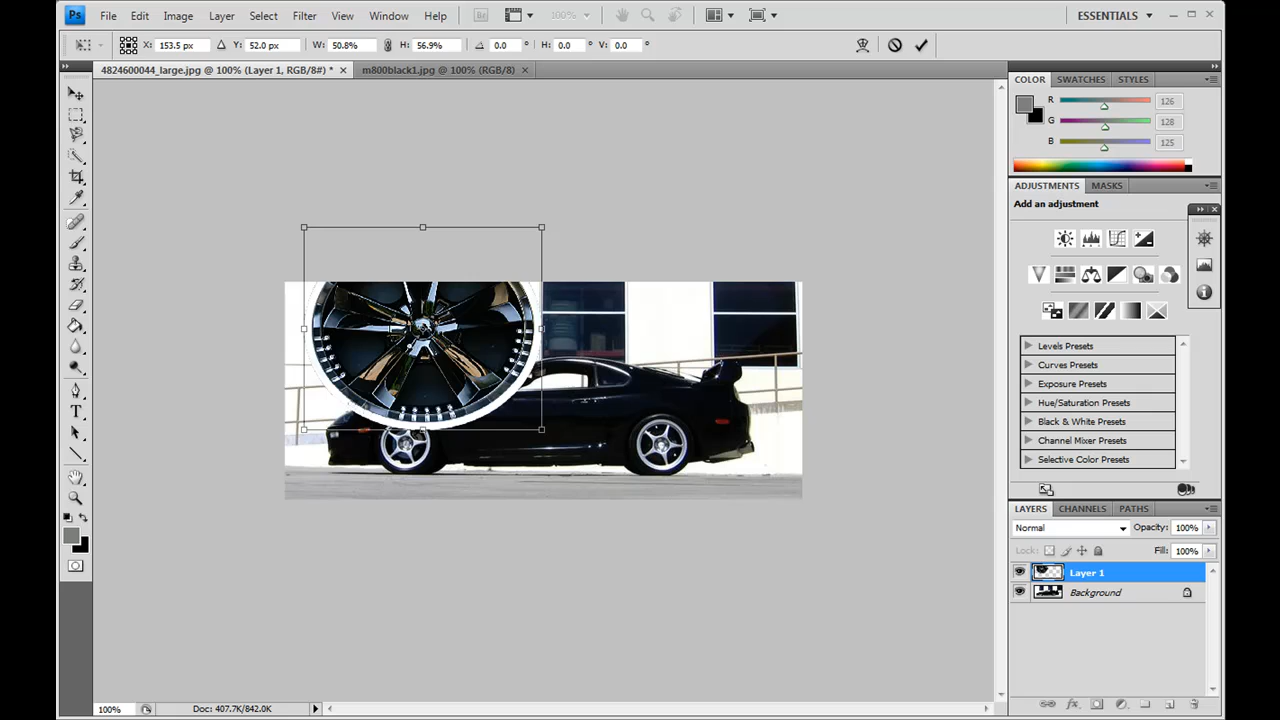 Ps File Edit Image Layer Select Filter View Window Help Br 100% ESSENTIALS
X: 153.5 px Y: 52.0 px W: 50.8% H: 56.9% 0.0 ° H: 0.0 ° V: 0.0 °
4824600044_large.jpg @ 100% (Layer 1, RGB/8#) * × m800black1.jpg @ 100% (RGB/8) ×
COLOR SWATCHES STYLES
R 126
G 128
B 125
ADJUSTMENTS MASKS
Add an adjustment
Levels Presets
Curves Presets
Exposure Presets
Hue/Saturation Presets
Black & White Presets
Channel Mixer Presets
Selective Color Presets
LAYERS CHANNELS PATHS
Normal Opacity: 100%
Lock: Fill: 100%
Layer 1
Background
T
fx
100% Doc: 407.7K/842.0K